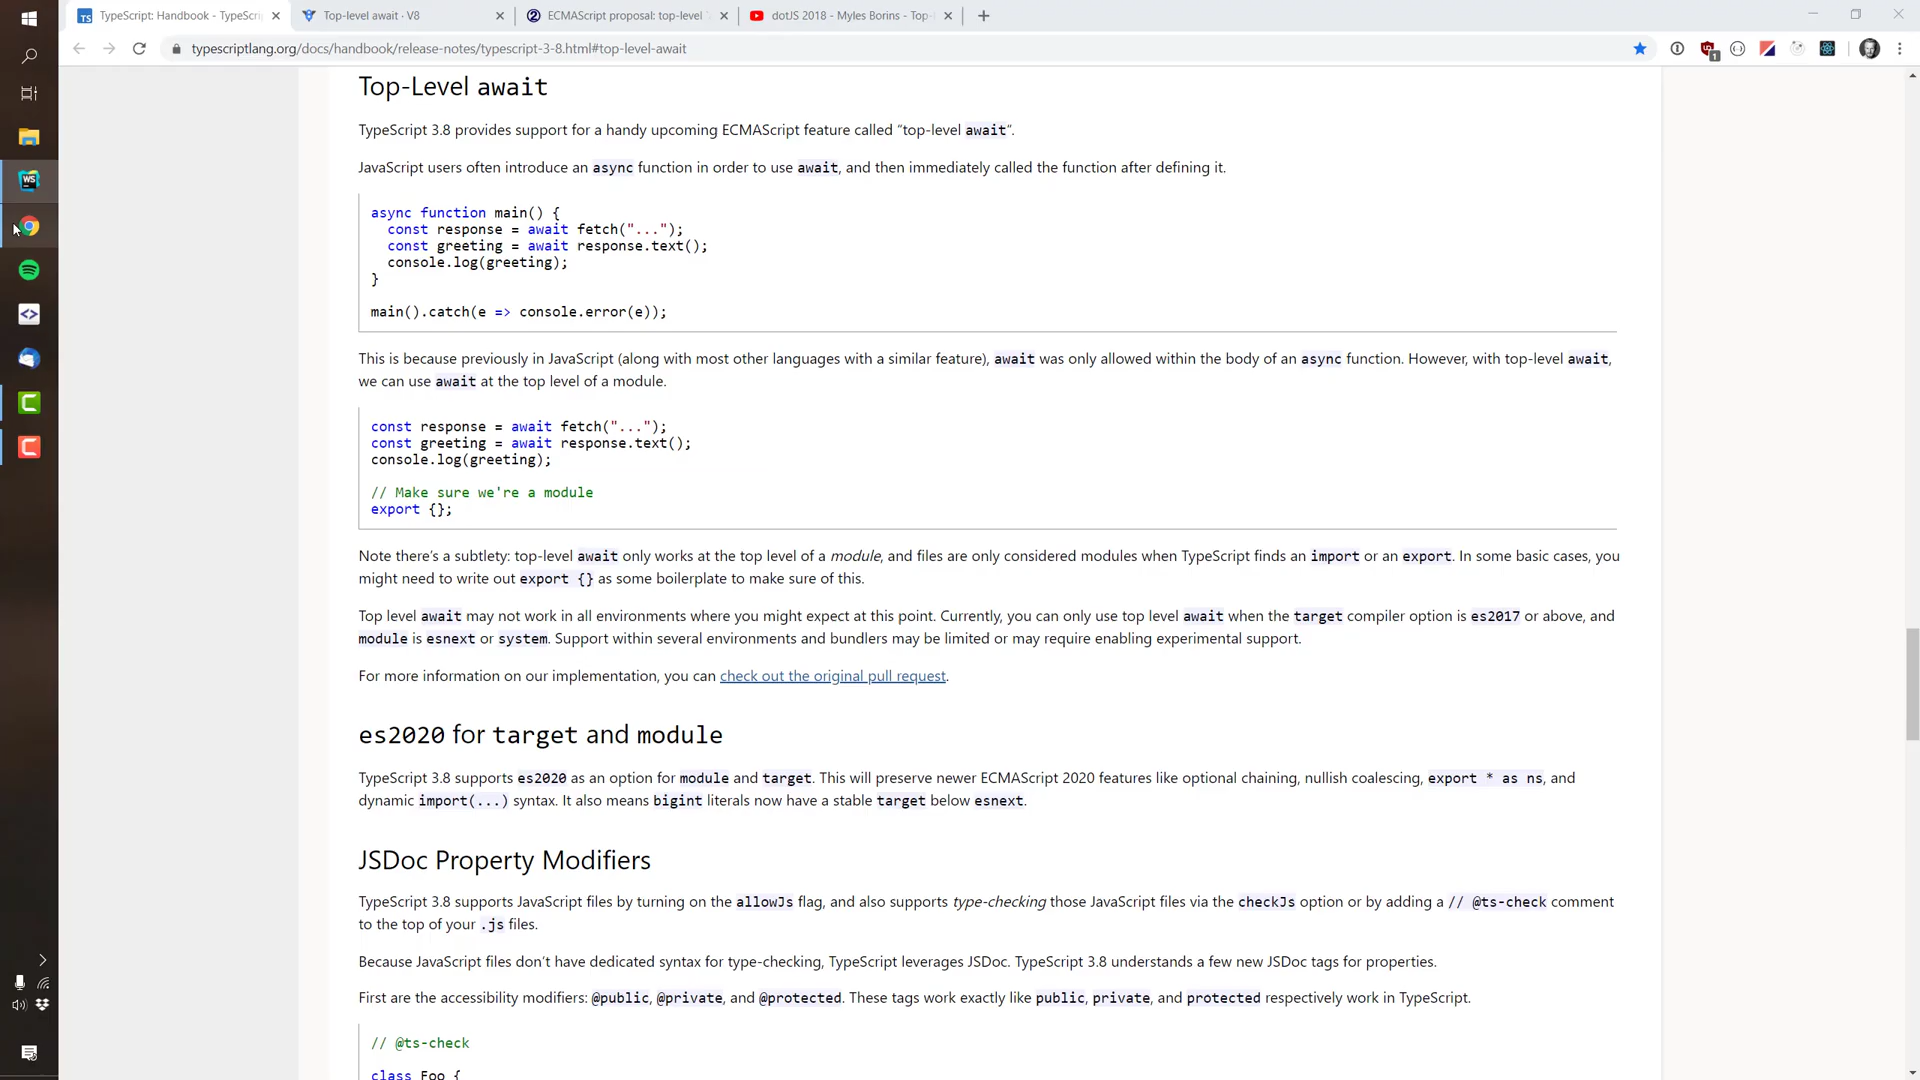 TypeScript: Handbook - TypeScri
Top-level await · V8
ECMAScript proposal: top-level
dotJS 2018 - Myles Borins - Top-
typescriptlang.org/docs/handbook/release-notes/typescript-3-8.html#top-level-await
Top-Level await
TypeScript 3.8 provides support for a handy upcoming ECMAScript feature called “top-level await“.
JavaScript users often introduce an async function in order to use await, and then immediately called the function after defining it.
async function main() {
const response = await fetch("...");
const greeting = await response.text();
console.log(greeting);
}
main().catch(e => console.error(e));
This is because previously in JavaScript (along with most other languages with a similar feature), await was only allowed within the body of an async function. However, with top-level await,
we can use await at the top level of a module.
const response = await fetch("...");
const greeting = await response.text();
console.log(greeting);
// Make sure we're a module
export {};
Note there’s a subtlety: top-level await only works at the top level of a module, and files are only considered modules when TypeScript finds an import or an export. In some basic cases, you
might need to write out export {} as some boilerplate to make sure of this.
Top level await may not work in all environments where you might expect at this point. Currently, you can only use top level await when the target compiler option is es2017 or above, and
module is esnext or system. Support within several environments and bundlers may be limited or may require enabling experimental support.
For more information on our implementation, you can check out the original pull request.
es2020 for target and module
TypeScript 3.8 supports es2020 as an option for module and target. This will preserve newer ECMAScript 2020 features like optional chaining, nullish coalescing, export * as ns, and
dynamic import(...) syntax. It also means bigint literals now have a stable target below esnext.
JSDoc Property Modifiers
TypeScript 3.8 supports JavaScript files by turning on the allowJs flag, and also supports type-checking those JavaScript files via the checkJs option or by adding a // @ts-check comment
to the top of your .js files.
Because JavaScript files don’t have dedicated syntax for type-checking, TypeScript leverages JSDoc. TypeScript 3.8 understands a few new JSDoc tags for properties.
First are the accessibility modifiers: @public, @private, and @protected. These tags work exactly like public, private, and protected respectively work in TypeScript.
// @ts-check
class Foo {